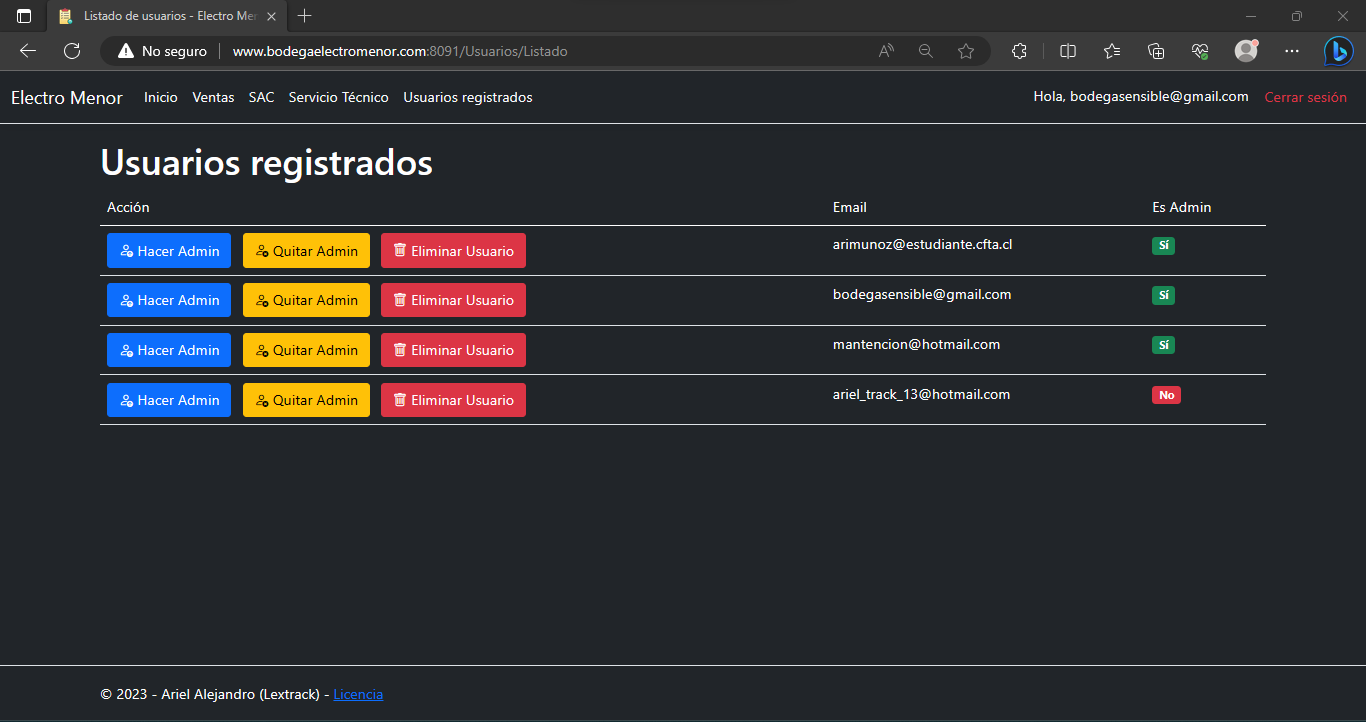 Listado de usuarios - Electro Mer
No seguro www.bodegaelectromenor.com:8091/Usuarios/Listado
Electro Menor Inicio Ventas SAC Servicio Técnico Usuarios registrados Hola, bodegasensible@gmail.com Cerrar sesión
Usuarios registrados
Acción Email Es Admin
Hacer Admin Quitar Admin Eliminar Usuario arimunoz@estudiante.cfta.cl Sí
Hacer Admin Quitar Admin Eliminar Usuario bodegasensible@gmail.com Sí
Hacer Admin Quitar Admin Eliminar Usuario mantencion@hotmail.com Sí
Hacer Admin Quitar Admin Eliminar Usuario ariel_track_13@hotmail.com No
© 2023 - Ariel Alejandro (Lextrack) - Licencia